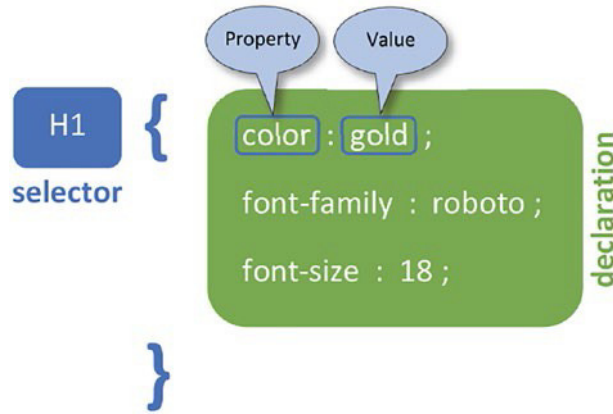 Property Value
H1 { color : gold ;
selector
font-family : roboto ;
declaration
font-size : 18 ;
}